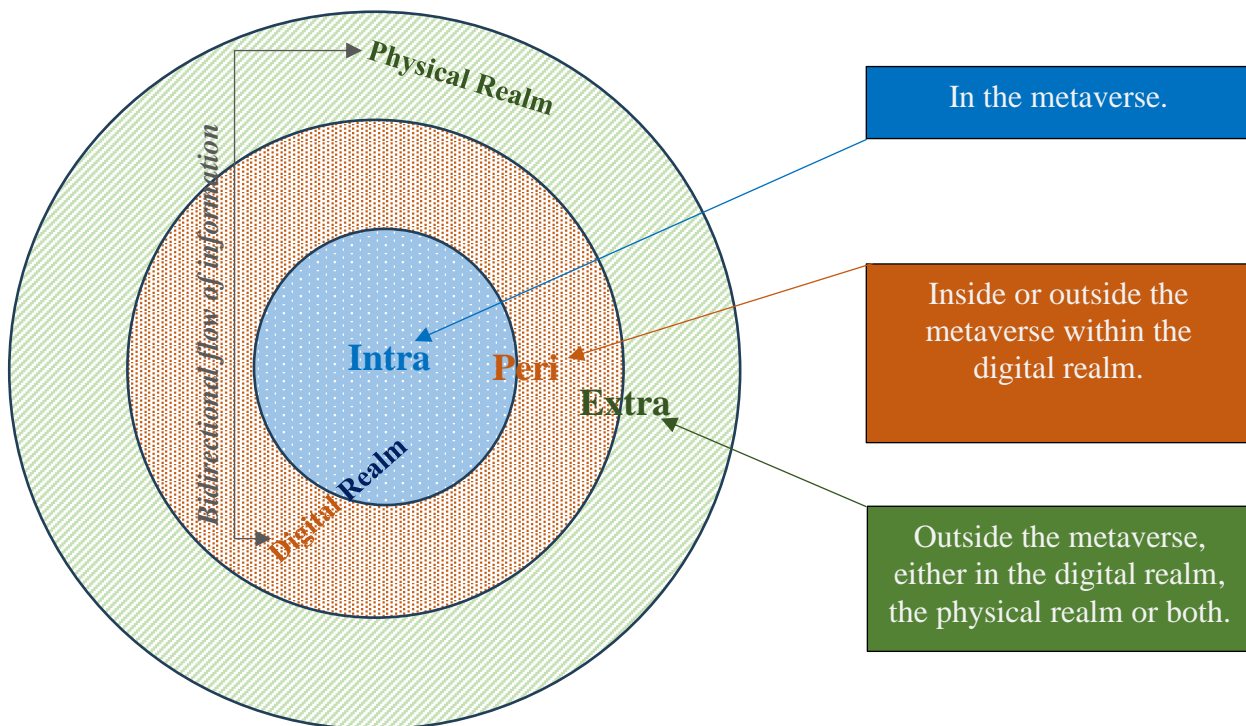 Physical Realm
Bidirectional flow of information
Intra
Peri
Extra
Digital Realm
In the metaverse.
Inside or outside the
metaverse within the
digital realm.
Outside the metaverse,
either in the digital realm,
the physical realm or both.